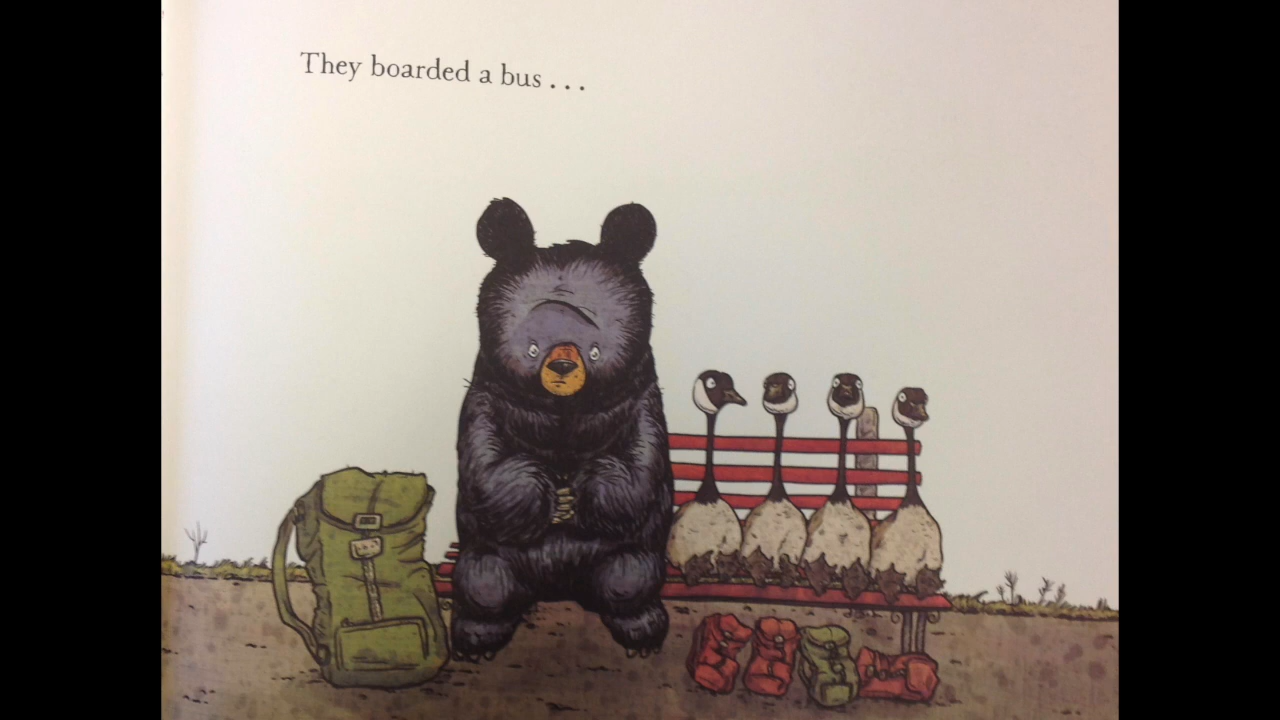 They boarded a bus . . .